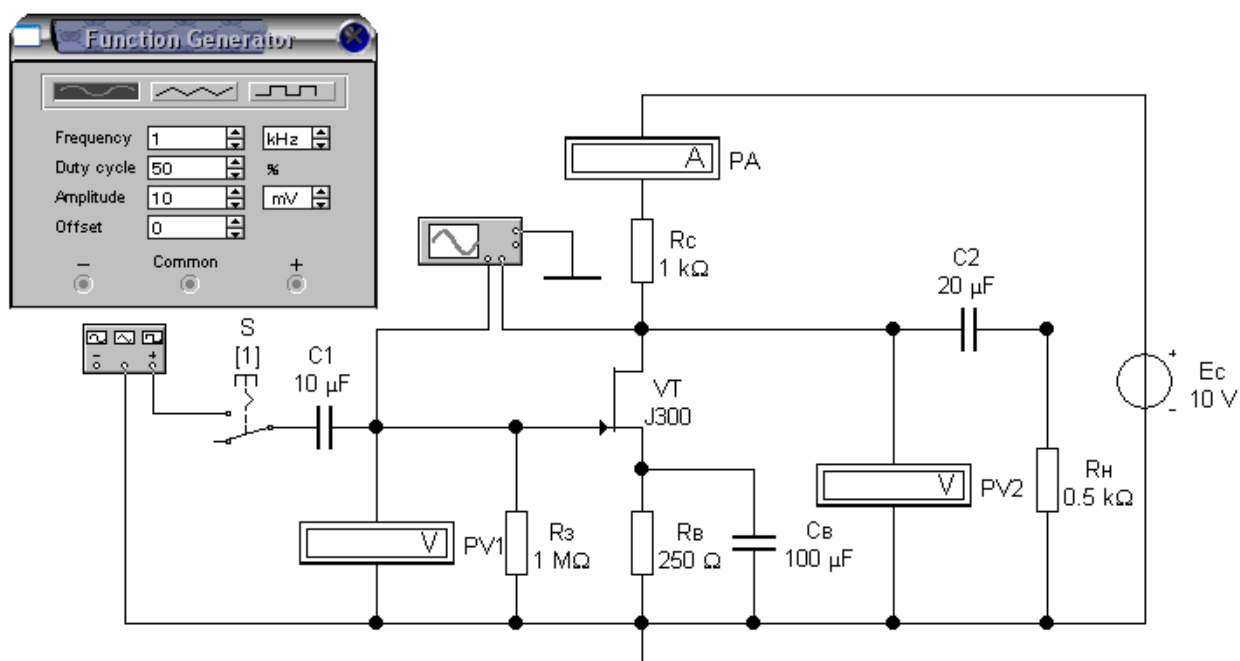 Function Generator
Frequency 1 kHz
Duty cycle 50 %
Amplitude 10 mV
Offset 0
− Common +
A
PA
Rc
1 kΩ
C2
20 µF
S
[1]
C1
10 µF
VT
J300
+
Ec
10 V
-
V
PV1
Rз
1 MΩ
Rв
250 Ω
Cв
100 µF
V
PV2
Rн
0.5 kΩ